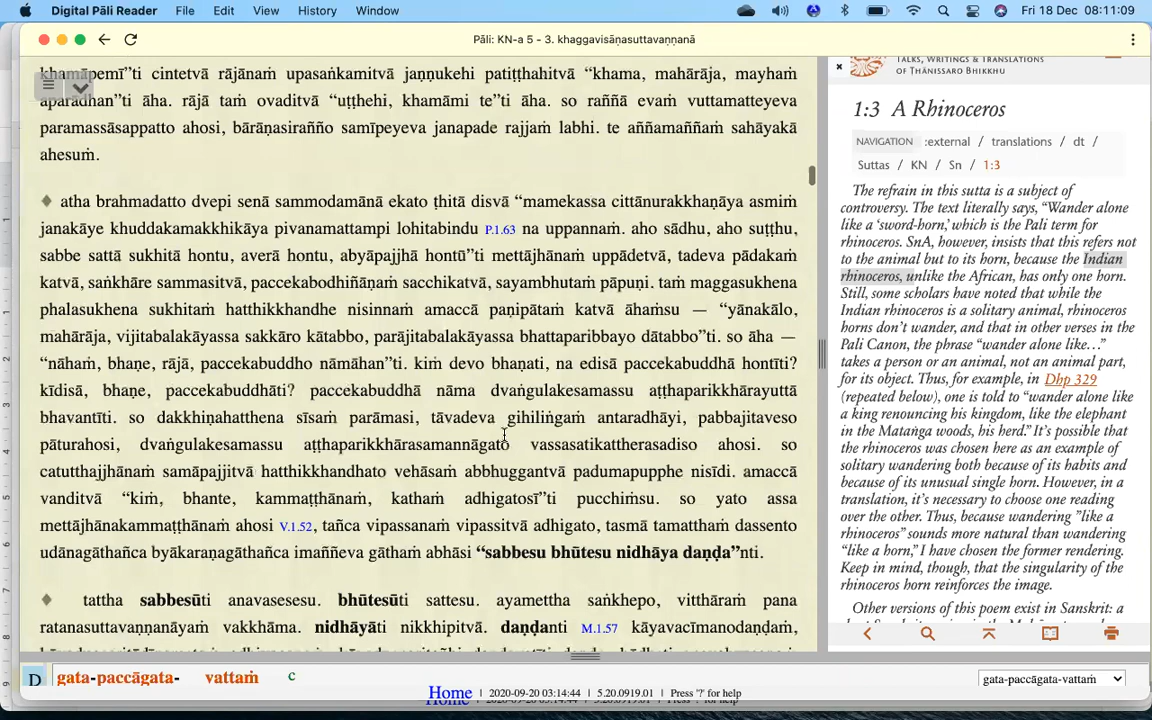 Digital Pāli Reader File Edit View History Window Fri 18 Dec 08:11:09
Pāli: KN-a 5 - 3. khaggavisāṇasuttavaṇṇanā
khamāpemī”ti cintetvā rājānaṁ upasaṅkamitvā jaṇṇukehi patiṭṭhahitvā “khama, mahārāja, mayhaṁ
aparādhan”ti āha. rājā taṁ ovaditvā “uṭṭhehi, khamāmi te”ti āha. so raññā evaṁ vuttamatteyeva
paramassāsappatto ahosi, bārāṇasirañño samīpeyeva janapade rajjaṁ labhi. te aññamaññaṁ sahāyakā
ahesuṁ.
♦ atha brahmadatto dvepi senā sammodamānā ekato ṭhitā disvā “mamekassa cittānurakkhaṇāya asmiṁ
janakāye khuddakamakkhikāya pivanamattampi lohitabindu P.1.63 na uppannaṁ. aho sādhu, aho suṭṭhu,
sabbe sattā sukhitā hontu, averā hontu, abyāpajjhā hontū”ti mettājhānaṁ uppādetvā, tadeva pādakaṁ
katvā, saṅkhāre sammasitvā, paccekabodhiñāṇaṁ sacchikatvā, sayambhutaṁ pāpuṇi. taṁ maggasukhena
phalasukhena sukhitaṁ hatthikkhandhe nisinnaṁ amaccā paṇipātaṁ katvā āhaṁsu — “yānakālo,
mahārāja, vijitabalakāyassa sakkāro kātabbo, parājitabalakāyassa bhattaparibbayo dātabbo”ti. so āha —
“nāhaṁ, bhaṇe, rājā, paccekabuddho nāmāhan”ti. kiṁ devo bhaṇati, na edisā paccekabuddhā hontīti?
kīdisā, bhaṇe, paccekabuddhāti? paccekabuddhā nāma dvaṅgulakesamassu aṭṭhaparikkhārayuttā
bhavantīti. so dakkhiṇahatthena sīsaṁ parāmasi, tāvadeva gihiliṅgaṁ antaradhāyi, pabbajitaveso
pāturahosi, dvaṅgulakesamassu aṭṭhaparikkhārasamannāgato vassasatikattherasadiso ahosi. so
catutthajjhānaṁ samāpajjitvā hatthikkhandhato vehāsaṁ abbhuggantvā padumapupphe nisīdi. amaccā
vanditvā “kiṁ, bhante, kammaṭṭhānaṁ, kathaṁ adhigatosī”ti pucchiṁsu. so yato assa
mettājhānakammaṭṭhānaṁ ahosi V.1.52, tañca vipassanaṁ vipassitvā adhigato, tasmā tamatthaṁ dassento
udānagāthañca byākaraṇagāthañca imaññeva gāthaṁ abhāsi “sabbesu bhūtesu nidhāya daṇḍa”nti.
♦ tattha sabbesūti anavasesesu. bhūtesūti sattesu. ayamettha saṅkhepo, vitthāraṁ pana
ratanasuttavaṇṇanāyaṁ vakkhāma. nidhāyāti nikkhipitvā. daṇḍanti M.1.57 kāyavacīmanodaṇḍaṁ,
D gata-paccāgata- vattaṁ c
gata-paccāgata-vattaṁ
Home | 2020-09-20 03:14:44 | 5.20.0919.01 | Press '?' for help
TALKS, WRITINGS & TRANSLATIONS
OF ṬHĀNISSARO BHIKKHU
1:3 A Rhinoceros
NAVIGATION :external / translations / dt /
Suttas / KN / Sn / 1:3
The refrain in this sutta is a subject of
controversy. The text literally says, “Wander alone
like a ‘sword-horn,’ which is the Pali term for
rhinoceros. SnA, however, insists that this refers not
to the animal but to its horn, because the Indian
rhinoceros, unlike the African, has only one horn.
Still, some scholars have noted that while the
Indian rhinoceros is a solitary animal, rhinoceros
horns don’t wander, and that in other verses in the
Pali Canon, the phrase “wander alone like…”
takes a person or an animal, not an animal part,
for its object. Thus, for example, in Dhp 329
(repeated below), one is told to “wander alone like
a king renouncing his kingdom, like the elephant
in the Mataṅga woods, his herd.” It’s possible that
the rhinoceros was chosen here as an example of
solitary wandering both because of its habits and
because of its unusual single horn. However, in a
translation, it’s necessary to choose one reading
over the other. Thus, because wandering ”like a
rhinoceros” sounds more natural than wandering
“like a horn,” I have chosen the former rendering.
Keep in mind, though, that the singularity of the
rhinoceros horn reinforces the image.
Other versions of this poem exist in Sanskrit: a